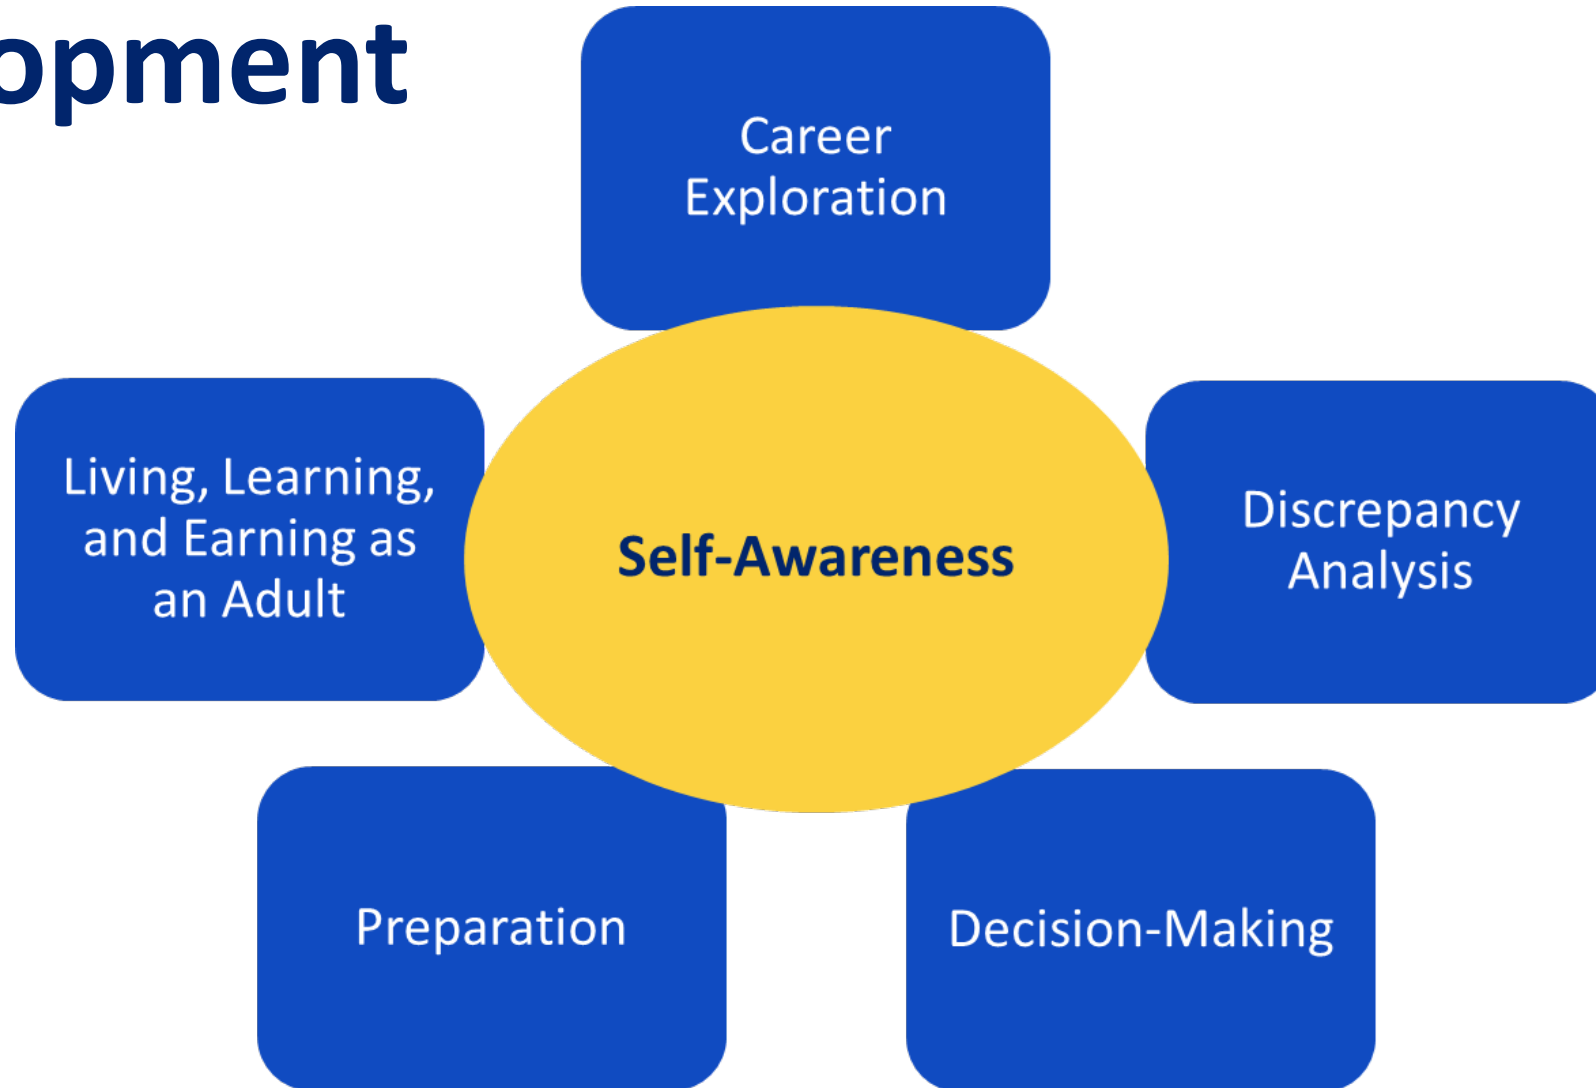 opment
Career
Exploration
Living, Learning,
and Earning as
an Adult
Self-Awareness
Discrepancy
Analysis
Preparation
Decision-Making